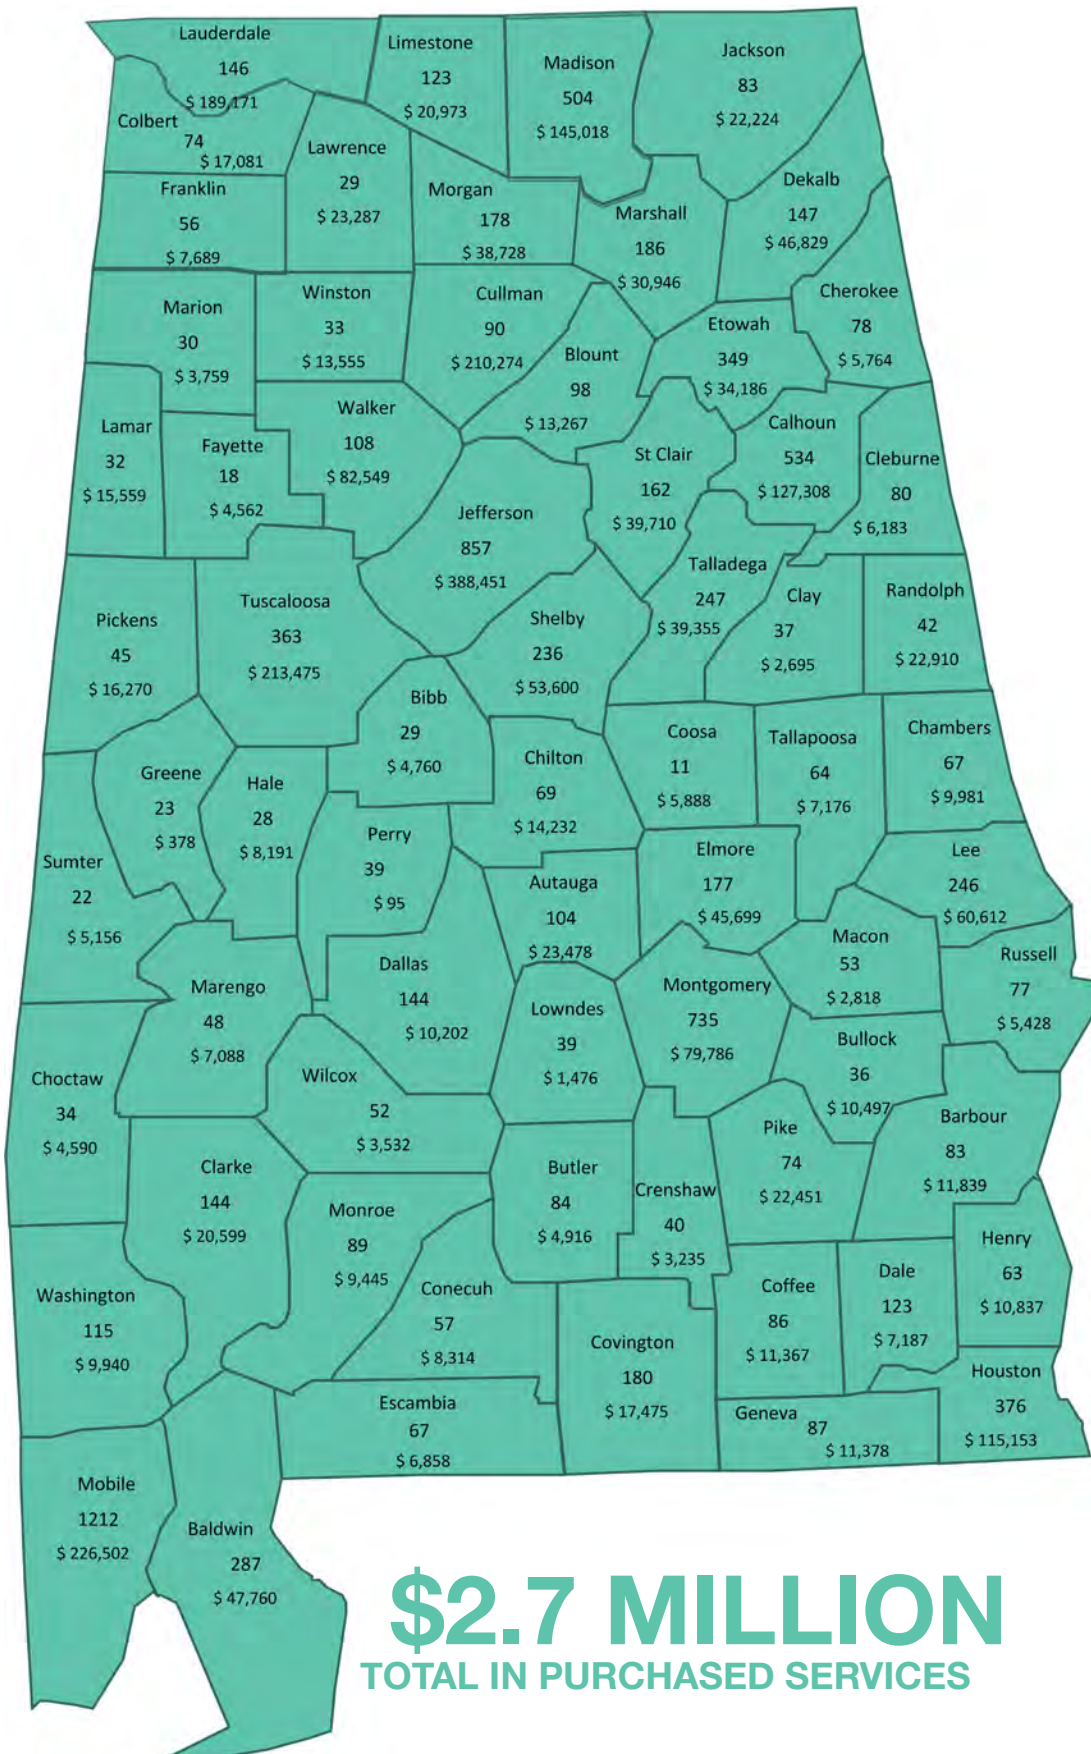 Lauderdale
146
$ 189,171
Limestone
123
$ 20,973
Madison
504
$ 145,018
Jackson
83
$ 22,224
Colbert
74
$ 17,081
Lawrence
29
$ 23,287
Franklin
56
$ 7,689
Morgan
178
$ 38,728
Marshall
186
$ 30,946
Dekalb
147
$ 46,829
Marion
30
$ 3,759
Winston
33
$ 13,555
Cullman
90
$ 210,274
Blount
98
$ 13,267
Etowah
349
$ 34,186
Cherokee
78
$ 5,764
Lamar
32
$ 15,559
Fayette
18
$ 4,562
Walker
108
$ 82,549
Jefferson
857
$ 388,451
St Clair
162
$ 39,710
Calhoun
534
$ 127,308
Cleburne
80
$ 6,183
Pickens
45
$ 16,270
Tuscaloosa
363
$ 213,475
Shelby
236
$ 53,600
Talladega
247
$ 39,355
Clay
37
$ 2,695
Randolph
42
$ 22,910
Bibb
29
$ 4,760
Greene
23
$ 378
Hale
28
$ 8,191
Chilton
69
$ 14,232
Coosa
11
$ 5,888
Tallapoosa
64
$ 7,176
Chambers
67
$ 9,981
Sumter
22
$ 5,156
Perry
39
$ 95
Autauga
104
$ 23,478
Elmore
177
$ 45,699
Lee
246
$ 60,612
Marengo
48
$ 7,088
Dallas
144
$ 10,202
Lowndes
39
$ 1,476
Montgomery
735
$ 79,786
Macon
53
$ 2,818
Russell
77
$ 5,428
Bullock
36
$ 10,497
Choctaw
34
$ 4,590
Wilcox
52
$ 3,532
Clarke
144
$ 20,599
Butler
84
$ 4,916
Crenshaw
40
$ 3,235
Pike
74
$ 22,451
Barbour
83
$ 11,839
Monroe
89
$ 9,445
Conecuh
57
$ 8,314
Washington
115
$ 9,940
Covington
180
$ 17,475
Coffee
86
$ 11,367
Dale
123
$ 7,187
Henry
63
$ 10,837
Escambia
67
$ 6,858
Geneva
87
$ 11,378
Houston
376
$ 115,153
Mobile
1212
$ 226,502
Baldwin
287
$ 47,760
$2.7 MILLION
TOTAL IN PURCHASED SERVICES